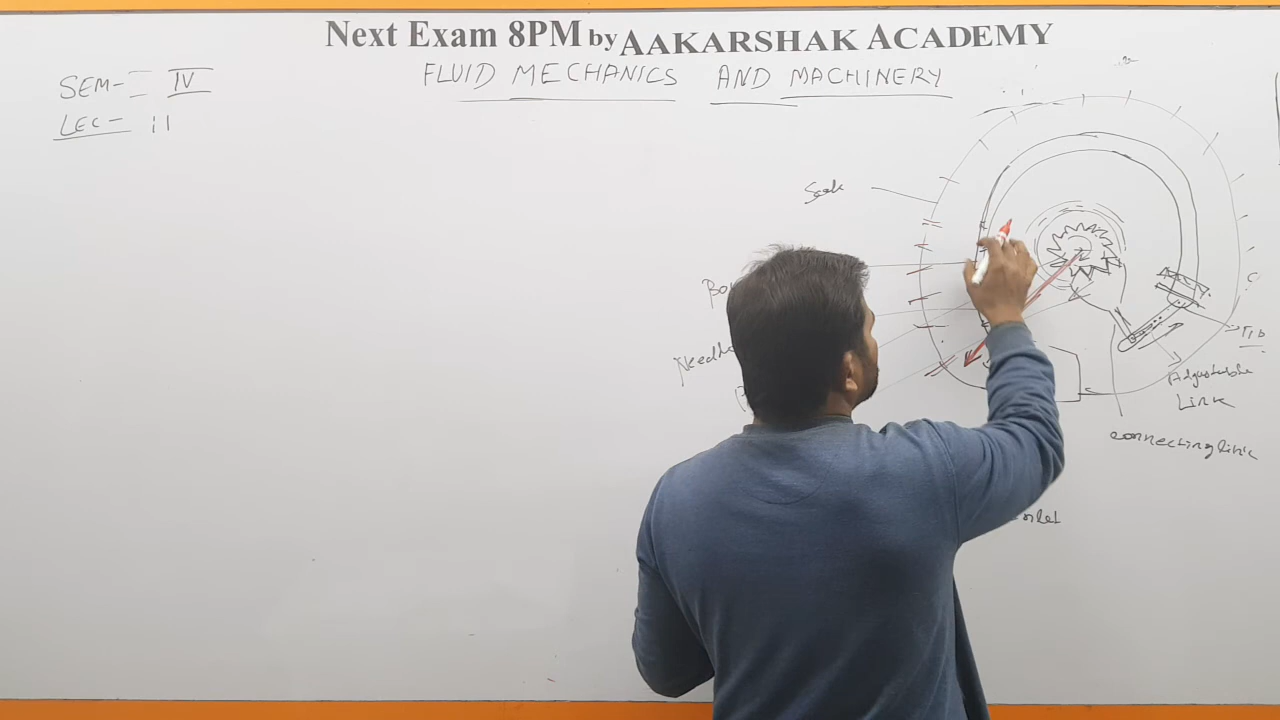 Next Exam 8PM by AAKARSHAK ACADEMY
FLUID MECHANICS AND MACHINERY
SEM- IV
LEC- 11
Scale
Needle
Tip
Adjustable
Link
connecting link